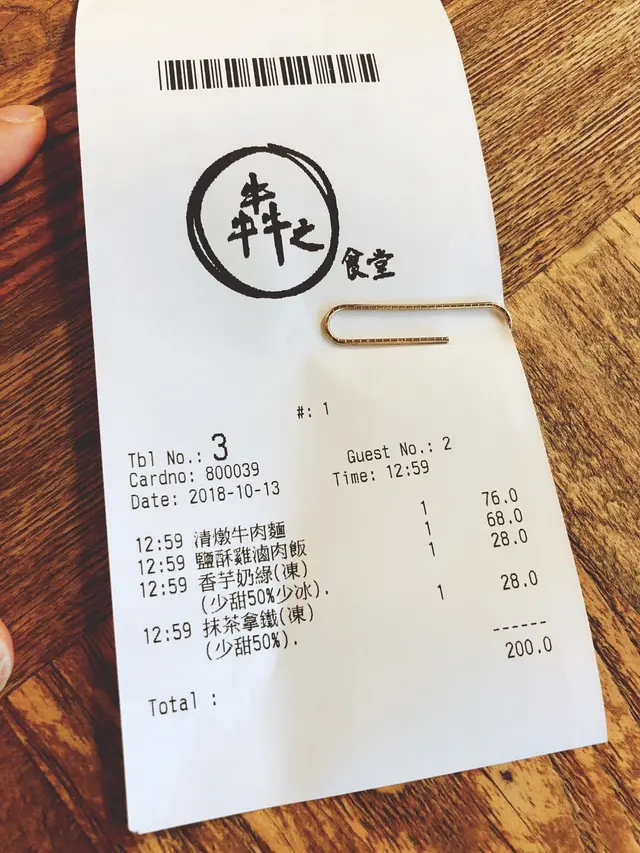 犇之
食堂
#: 1
Tbl No.: 3 Guest No.: 2
Cardno: 800039 Time: 12:59
Date: 2018-10-13
12:59 清燉牛肉麵 1 76.0
12:59 鹽酥雞滷肉飯 1 68.0
12:59 香芋奶綠(凍) 1 28.0
(少甜50%少冰).
12:59 抹茶拿鐵(凍) 1 28.0
(少甜50%).
------
Total : 200.0